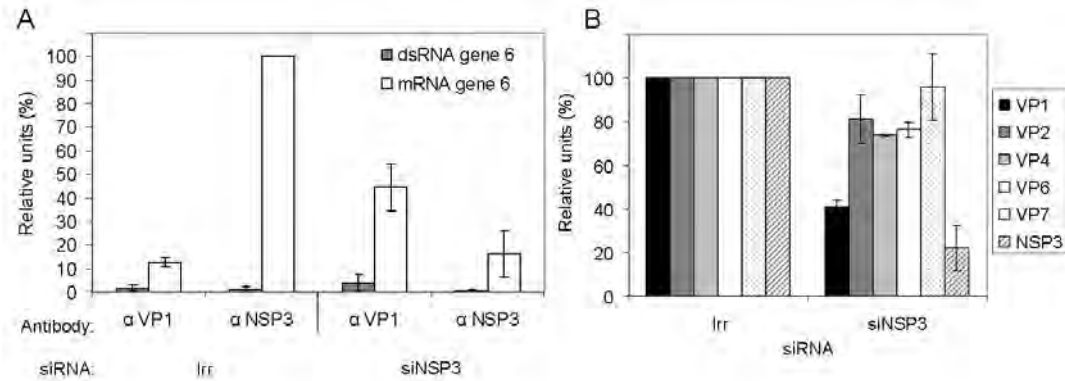 A
Relative units (%)
100
90
80
70
60
50
40
30
20
10
0
dsRNA gene 6
mRNA gene 6
Antibody: α VP1 α NSP3 α VP1 α NSP3
siRNA: Irr siNSP3
B
Relative units (%)
100
80
60
40
20
0
Irr siNSP3
siRNA
VP1
VP2
VP4
VP6
VP7
NSP3